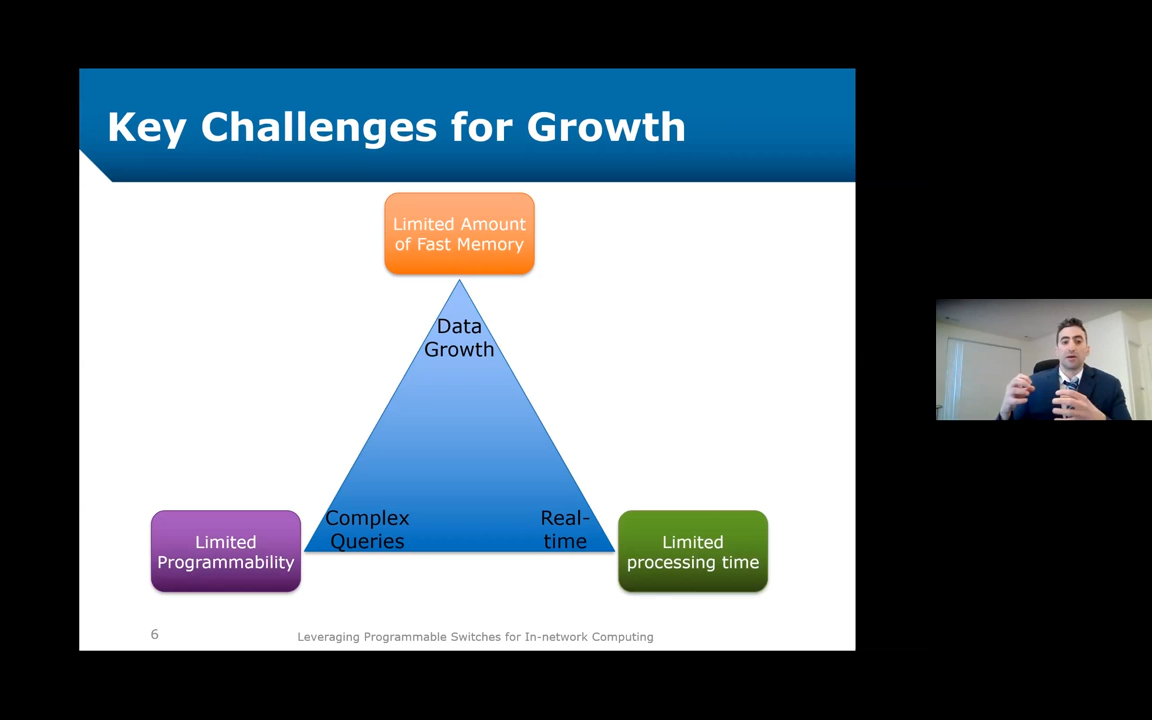 Key Challenges for Growth
Limited Amount
of Fast Memory
Data
Growth
Complex
Queries
Real-
time
Limited
Programmability
Limited
processing time
6
Leveraging Programmable Switches for In-network Computing